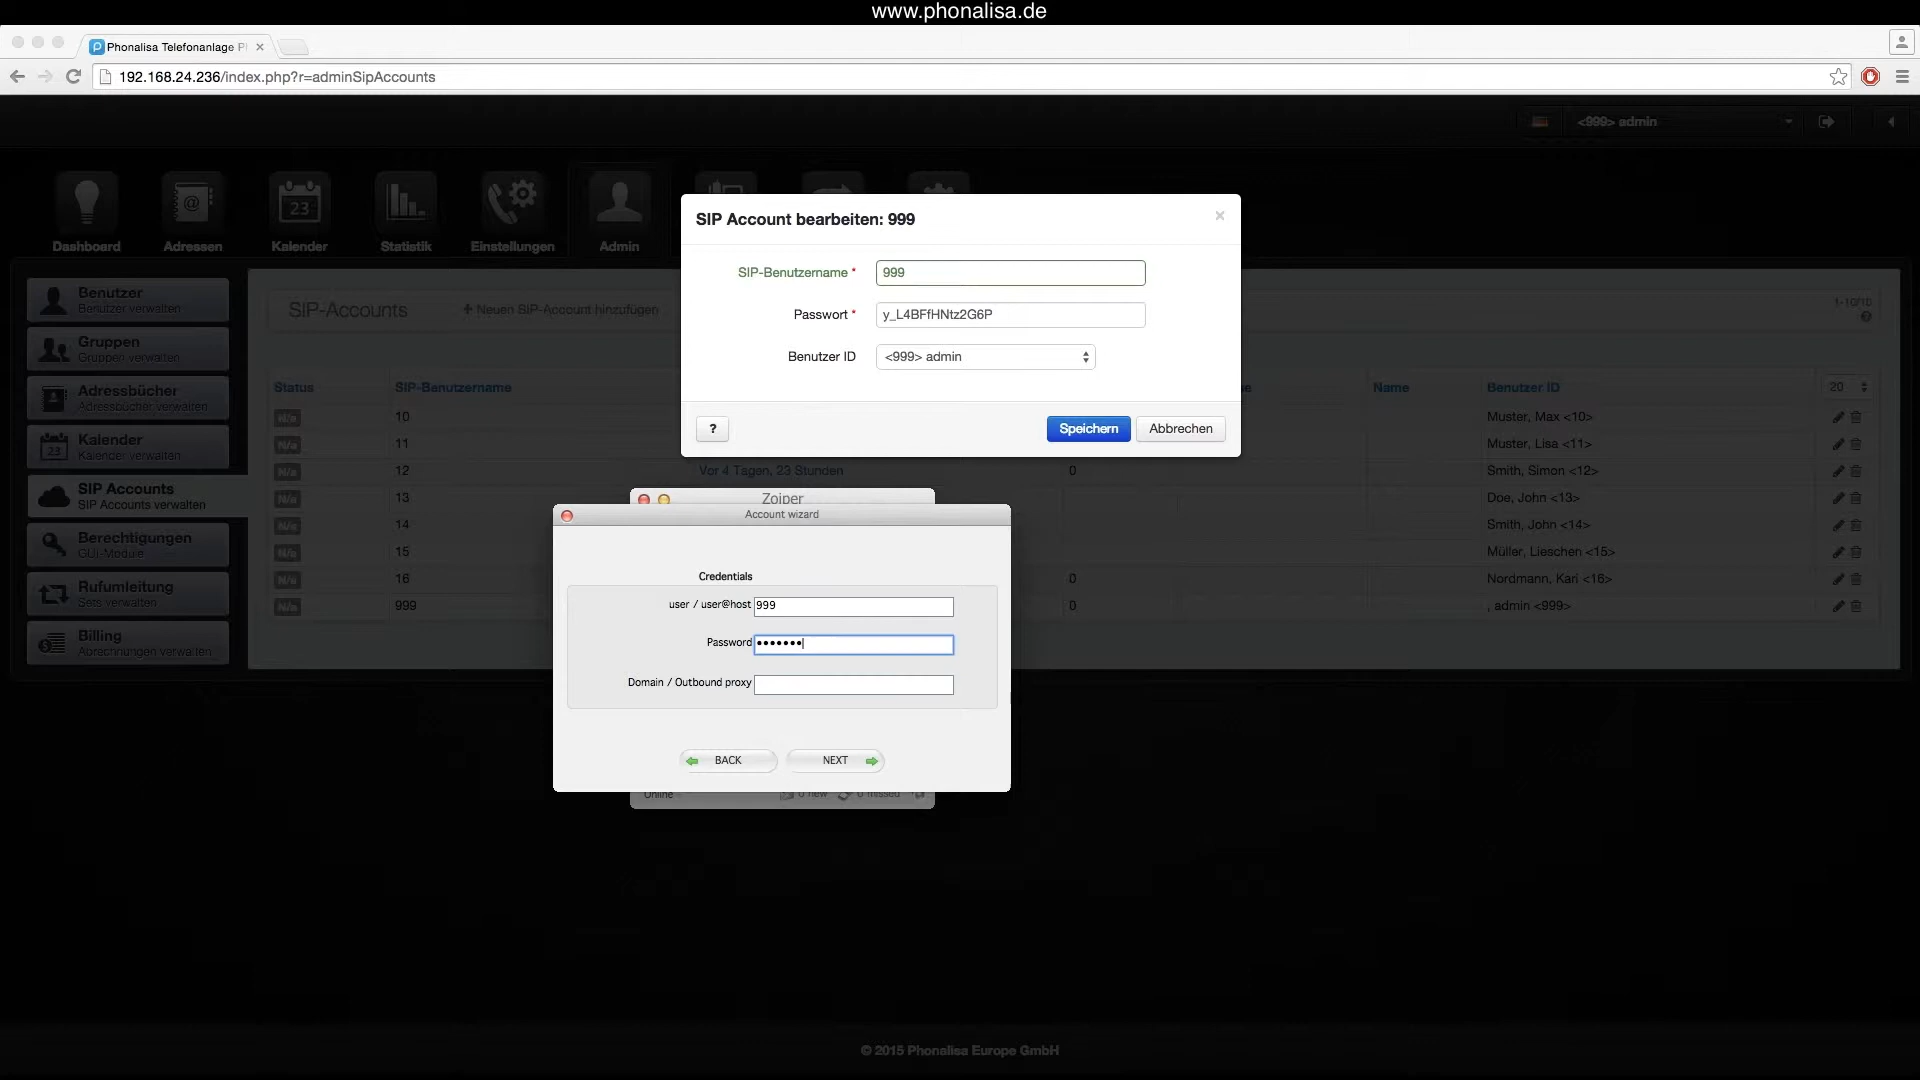 www.phonalisa.de
Phonalisa Telefonanlage P
192.168.24.236/index.php?r=adminSipAccounts
<999> admin
23
Dashboard
Adressen
Kalender
Statistik
Einstellungen
Admin
SIP Account bearbeiten: 999
SIP-Benutzername *
999
Passwort *
y_L4BFfHNtz2G6P
Benutzer ID
<999> admin
?
Speichern
Abbrechen
Benutzer
Benutzer verwalten
Gruppen
Gruppen verwalten
Adressbücher
Adressbücher verwalten
Kalender
Kalender verwalten
SIP Accounts
SIP Accounts verwalten
Berechtigungen
GUI-Module
Rufumleitung
Sets verwalten
Billing
Abrechnungen verwalten
SIP-Accounts
+ Neuen SIP-Account hinzufügen
1-10/10
Status
SIP-Benutzername
Name
Benutzer ID
20
N/a
10
Muster, Max <10>
N/a
11
Muster, Lisa <11>
N/a
12
Vor 4 Tagen, 23 Stunden
0
Smith, Simon <12>
N/a
13
Doe, John <13>
N/a
14
Smith, John <14>
N/a
15
Müller, Lieschen <15>
N/a
16
0
Nordmann, Kari <16>
N/a
999
0
, admin <999>
Zoiper
Account wizard
Credentials
user / user@host
999
Password
•••••••
Domain / Outbound proxy
BACK
NEXT
Online
0 new
0 missed
© 2015 Phonalisa Europe GmbH